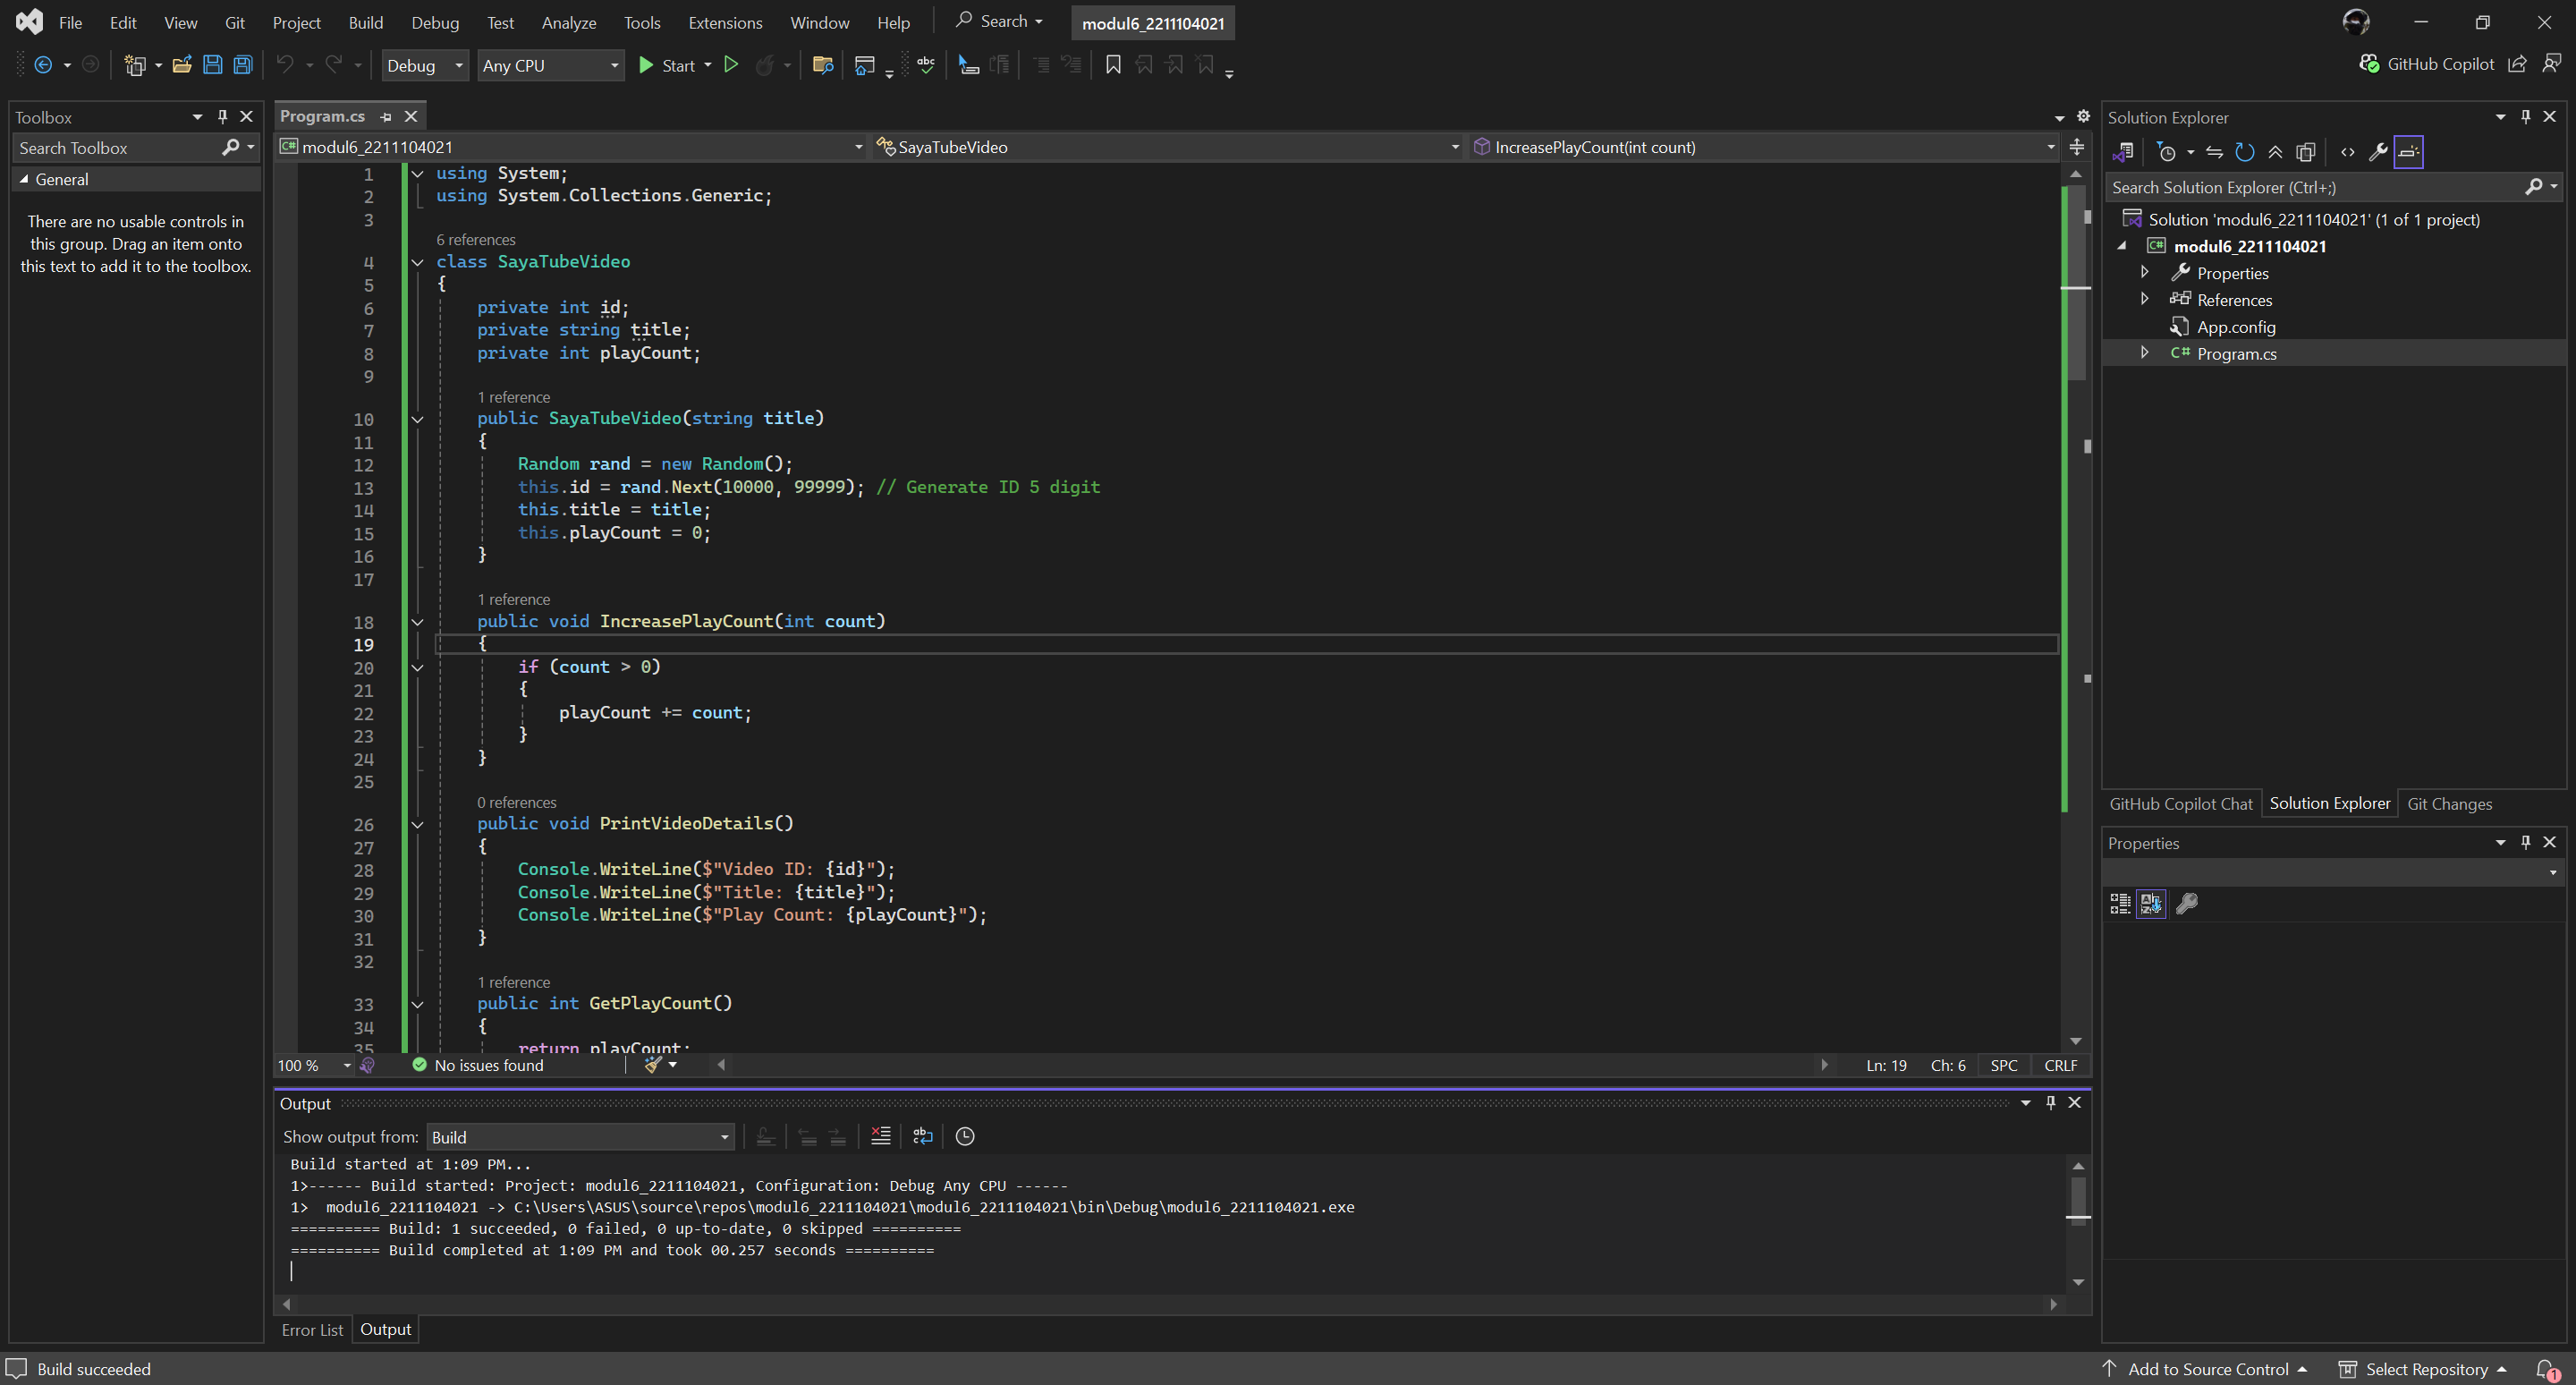 File Edit View Git Project Build Debug Test Analyze Tools Extensions Window Help Search modul6_2211104021
Debug Any CPU Start GitHub Copilot
Toolbox
Search Toolbox
General
There are no usable controls in
this group. Drag an item onto
this text to add it to the toolbox.
Program.cs
modul6_2211104021 SayaTubeVideo IncreasePlayCount(int count)
1 using System;
2 using System.Collections.Generic;
3
6 references
4 class SayaTubeVideo
5 {
6 private int id;
7 private string title;
8 private int playCount;
9
1 reference
10 public SayaTubeVideo(string title)
11 {
12 Random rand = new Random();
13 this.id = rand.Next(10000, 99999); // Generate ID 5 digit
14 this.title = title;
15 this.playCount = 0;
16 }
17
1 reference
18 public void IncreasePlayCount(int count)
19 {
20 if (count > 0)
21 {
22 playCount += count;
23 }
24 }
25
0 references
26 public void PrintVideoDetails()
27 {
28 Console.WriteLine($"Video ID: {id}");
29 Console.WriteLine($"Title: {title}");
30 Console.WriteLine($"Play Count: {playCount}");
31 }
32
1 reference
33 public int GetPlayCount()
34 {
35 return playCount;
100 % No issues found Ln: 19 Ch: 6 SPC CRLF
Output
Show output from: Build
Build started at 1:09 PM...
1>------ Build started: Project: modul6_2211104021, Configuration: Debug Any CPU ------
1>  modul6_2211104021 -> C:\Users\ASUS\source\repos\modul6_2211104021\modul6_2211104021\bin\Debug\modul6_2211104021.exe
========== Build: 1 succeeded, 0 failed, 0 up-to-date, 0 skipped ==========
========== Build completed at 1:09 PM and took 00.257 seconds ==========
Error List Output
Solution Explorer
Search Solution Explorer (Ctrl+;)
Solution 'modul6_2211104021' (1 of 1 project)
C# modul6_2211104021
Properties
References
App.config
C# Program.cs
GitHub Copilot Chat Solution Explorer Git Changes
Properties
Build succeeded Add to Source Control Select Repository 1